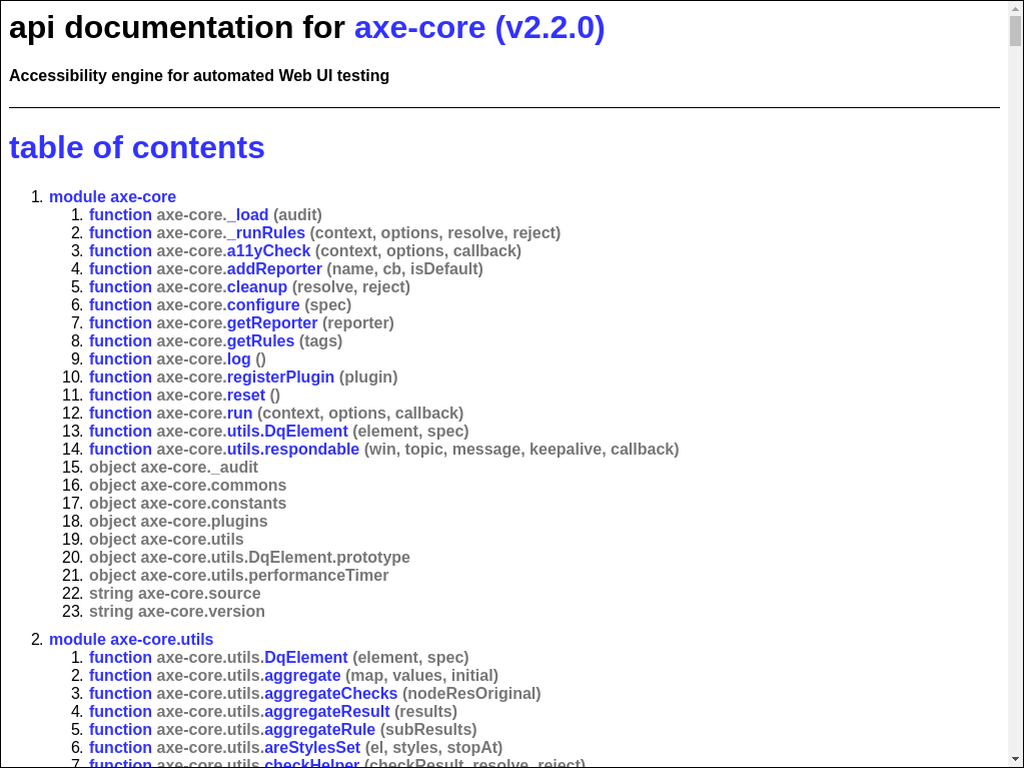 api documentation for axe-core (v2.2.0)
Accessibility engine for automated Web UI testing
table of contents
1. module axe-core
1. function axe-core._load (audit)
2. function axe-core._runRules (context, options, resolve, reject)
3. function axe-core.a11yCheck (context, options, callback)
4. function axe-core.addReporter (name, cb, isDefault)
5. function axe-core.cleanup (resolve, reject)
6. function axe-core.configure (spec)
7. function axe-core.getReporter (reporter)
8. function axe-core.getRules (tags)
9. function axe-core.log ()
10. function axe-core.registerPlugin (plugin)
11. function axe-core.reset ()
12. function axe-core.run (context, options, callback)
13. function axe-core.utils.DqElement (element, spec)
14. function axe-core.utils.respondable (win, topic, message, keepalive, callback)
15. object axe-core._audit
16. object axe-core.commons
17. object axe-core.constants
18. object axe-core.plugins
19. object axe-core.utils
20. object axe-core.utils.DqElement.prototype
21. object axe-core.utils.performanceTimer
22. string axe-core.source
23. string axe-core.version
2. module axe-core.utils
1. function axe-core.utils.DqElement (element, spec)
2. function axe-core.utils.aggregate (map, values, initial)
3. function axe-core.utils.aggregateChecks (nodeResOriginal)
4. function axe-core.utils.aggregateResult (results)
5. function axe-core.utils.aggregateRule (subResults)
6. function axe-core.utils.areStylesSet (el, styles, stopAt)
7. function axe-core.utils.checkHelper (checkResult, resolve, reject)